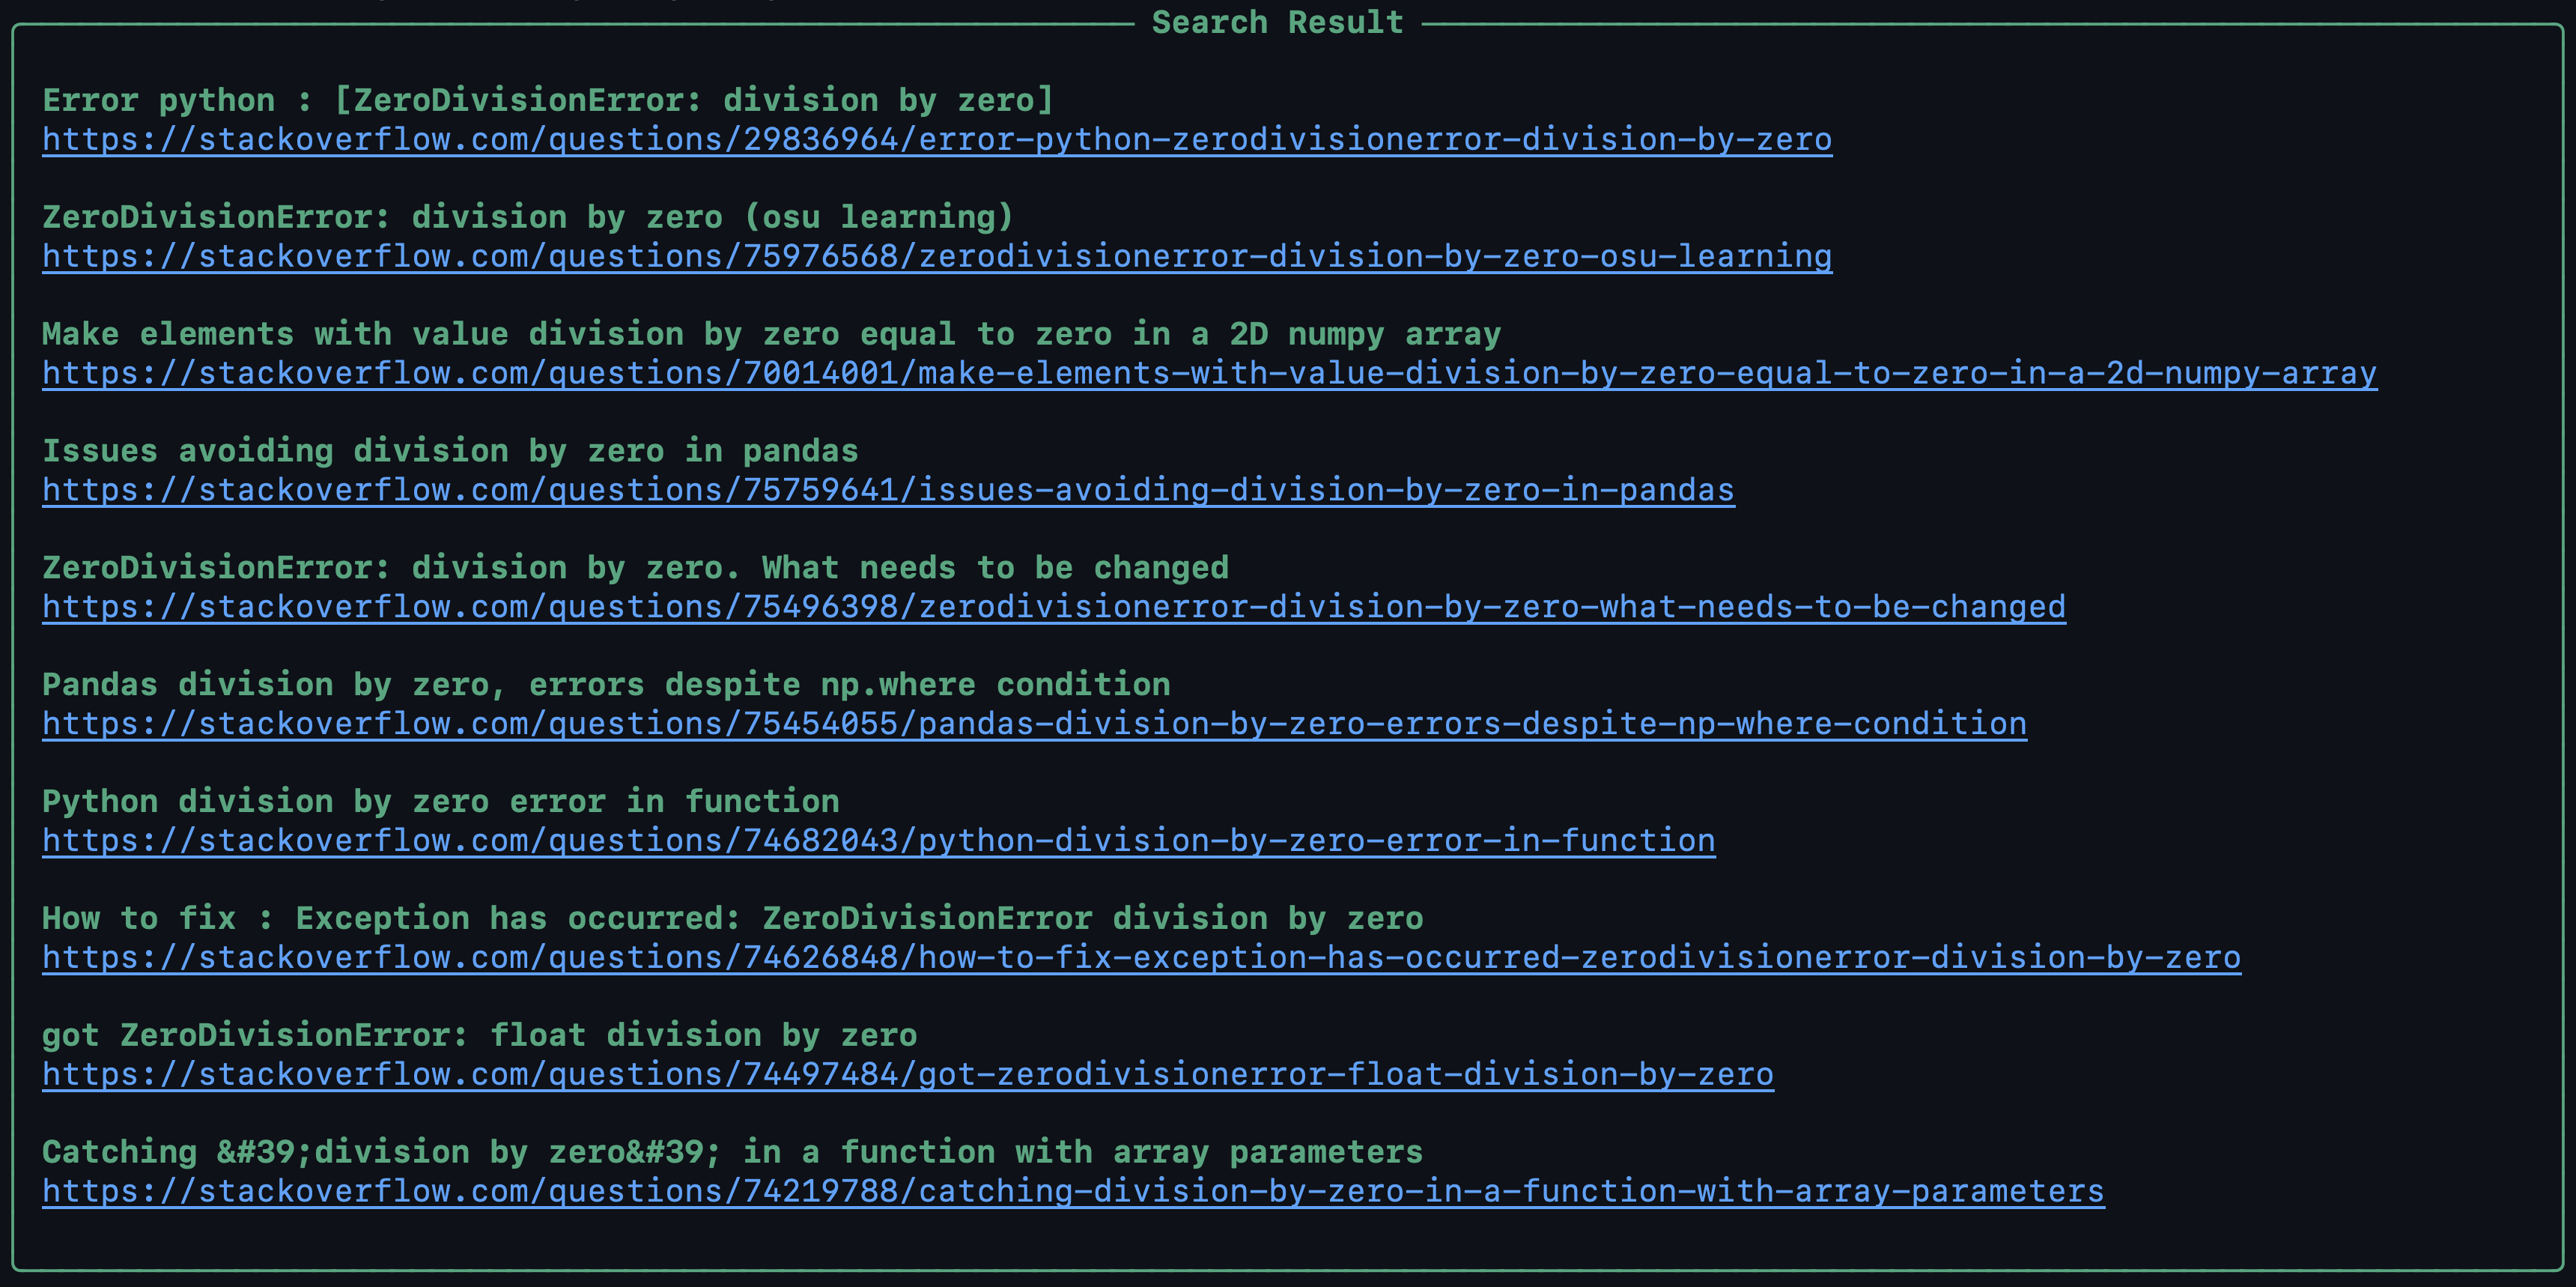 Search Result
Error python : [ZeroDivisionError: division by zero]
https://stackoverflow.com/questions/29836964/error-python-zerodivisionerror-division-by-zero
ZeroDivisionError: division by zero (osu learning)
https://stackoverflow.com/questions/75976568/zerodivisionerror-division-by-zero-osu-learning
Make elements with value division by zero equal to zero in a 2D numpy array
https://stackoverflow.com/questions/70014001/make-elements-with-value-division-by-zero-equal-to-zero-in-a-2d-numpy-array
Issues avoiding division by zero in pandas
https://stackoverflow.com/questions/75759641/issues-avoiding-division-by-zero-in-pandas
ZeroDivisionError: division by zero. What needs to be changed
https://stackoverflow.com/questions/75496398/zerodivisionerror-division-by-zero-what-needs-to-be-changed
Pandas division by zero, errors despite np.where condition
https://stackoverflow.com/questions/75454055/pandas-division-by-zero-errors-despite-np-where-condition
Python division by zero error in function
https://stackoverflow.com/questions/74682043/python-division-by-zero-error-in-function
How to fix : Exception has occurred: ZeroDivisionError division by zero
https://stackoverflow.com/questions/74626848/how-to-fix-exception-has-occurred-zerodivisionerror-division-by-zero
got ZeroDivisionError: float division by zero
https://stackoverflow.com/questions/74497484/got-zerodivisionerror-float-division-by-zero
Catching &#39;division by zero&#39; in a function with array parameters
https://stackoverflow.com/questions/74219788/catching-division-by-zero-in-a-function-with-array-parameters